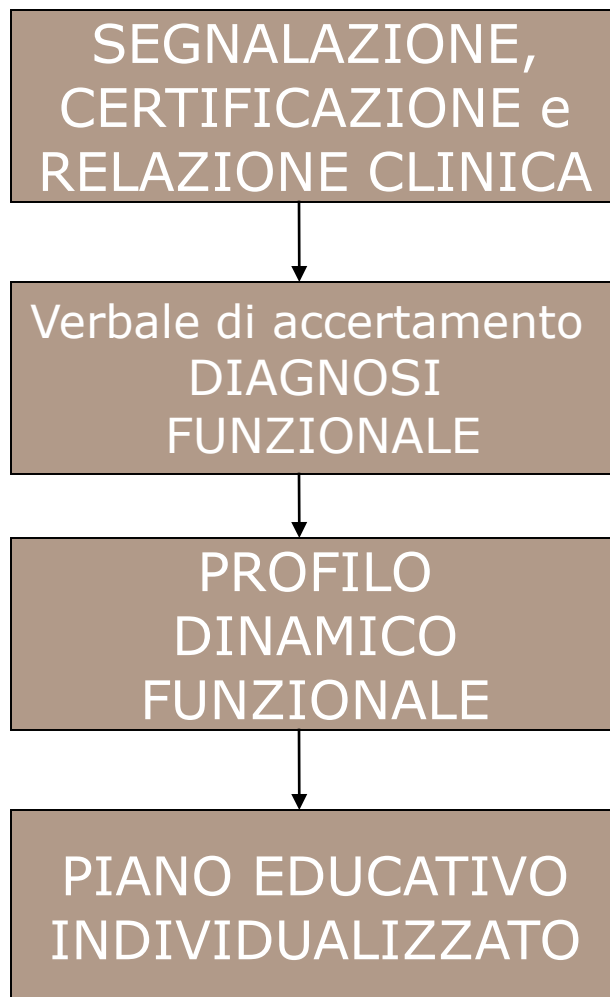 SEGNALAZIONE,
CERTIFICAZIONE e
RELAZIONE CLINICA
Verbale di accertamento
DIAGNOSI
FUNZIONALE
PROFILO
DINAMICO
FUNZIONALE
PIANO EDUCATIVO
INDIVIDUALIZZATO